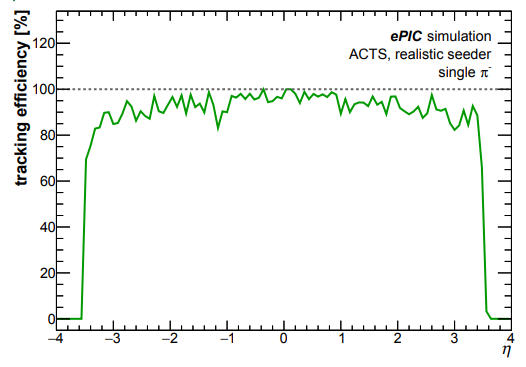 tracking efficiency [%]
120
100
80
60
40
20
0
ePIC simulation
ACTS, realistic seeder
single π-
−4 −3 −2 −1 0 1 2 3 4
η